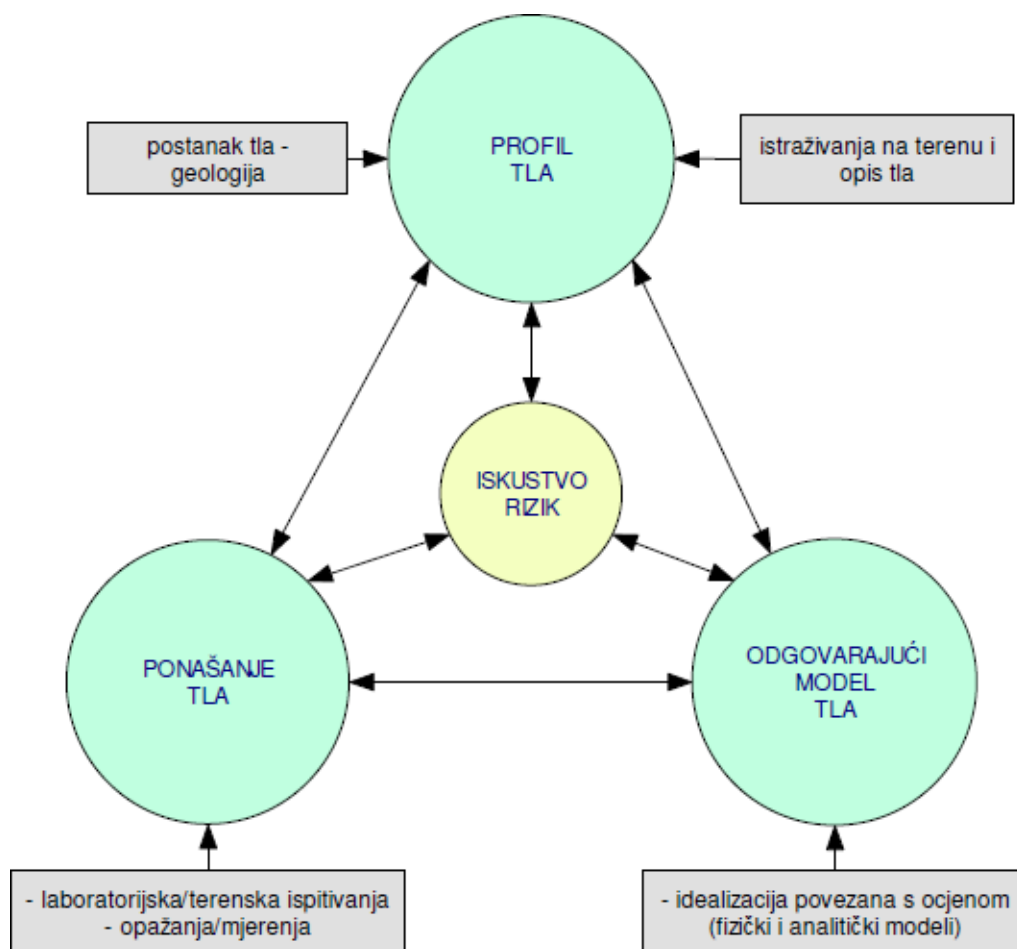 PROFIL
TLA
postanak tla -
geologija
istraživanja na terenu i
opis tla
ISKUSTVO
RIZIK
PONAŠANJE
TLA
ODGOVARAJUĆI
MODEL
TLA
- laboratorijska/terenska ispitivanja
- opažanja/mjerenja
- idealizacija povezana s ocjenom
(fizički i analitički modeli)